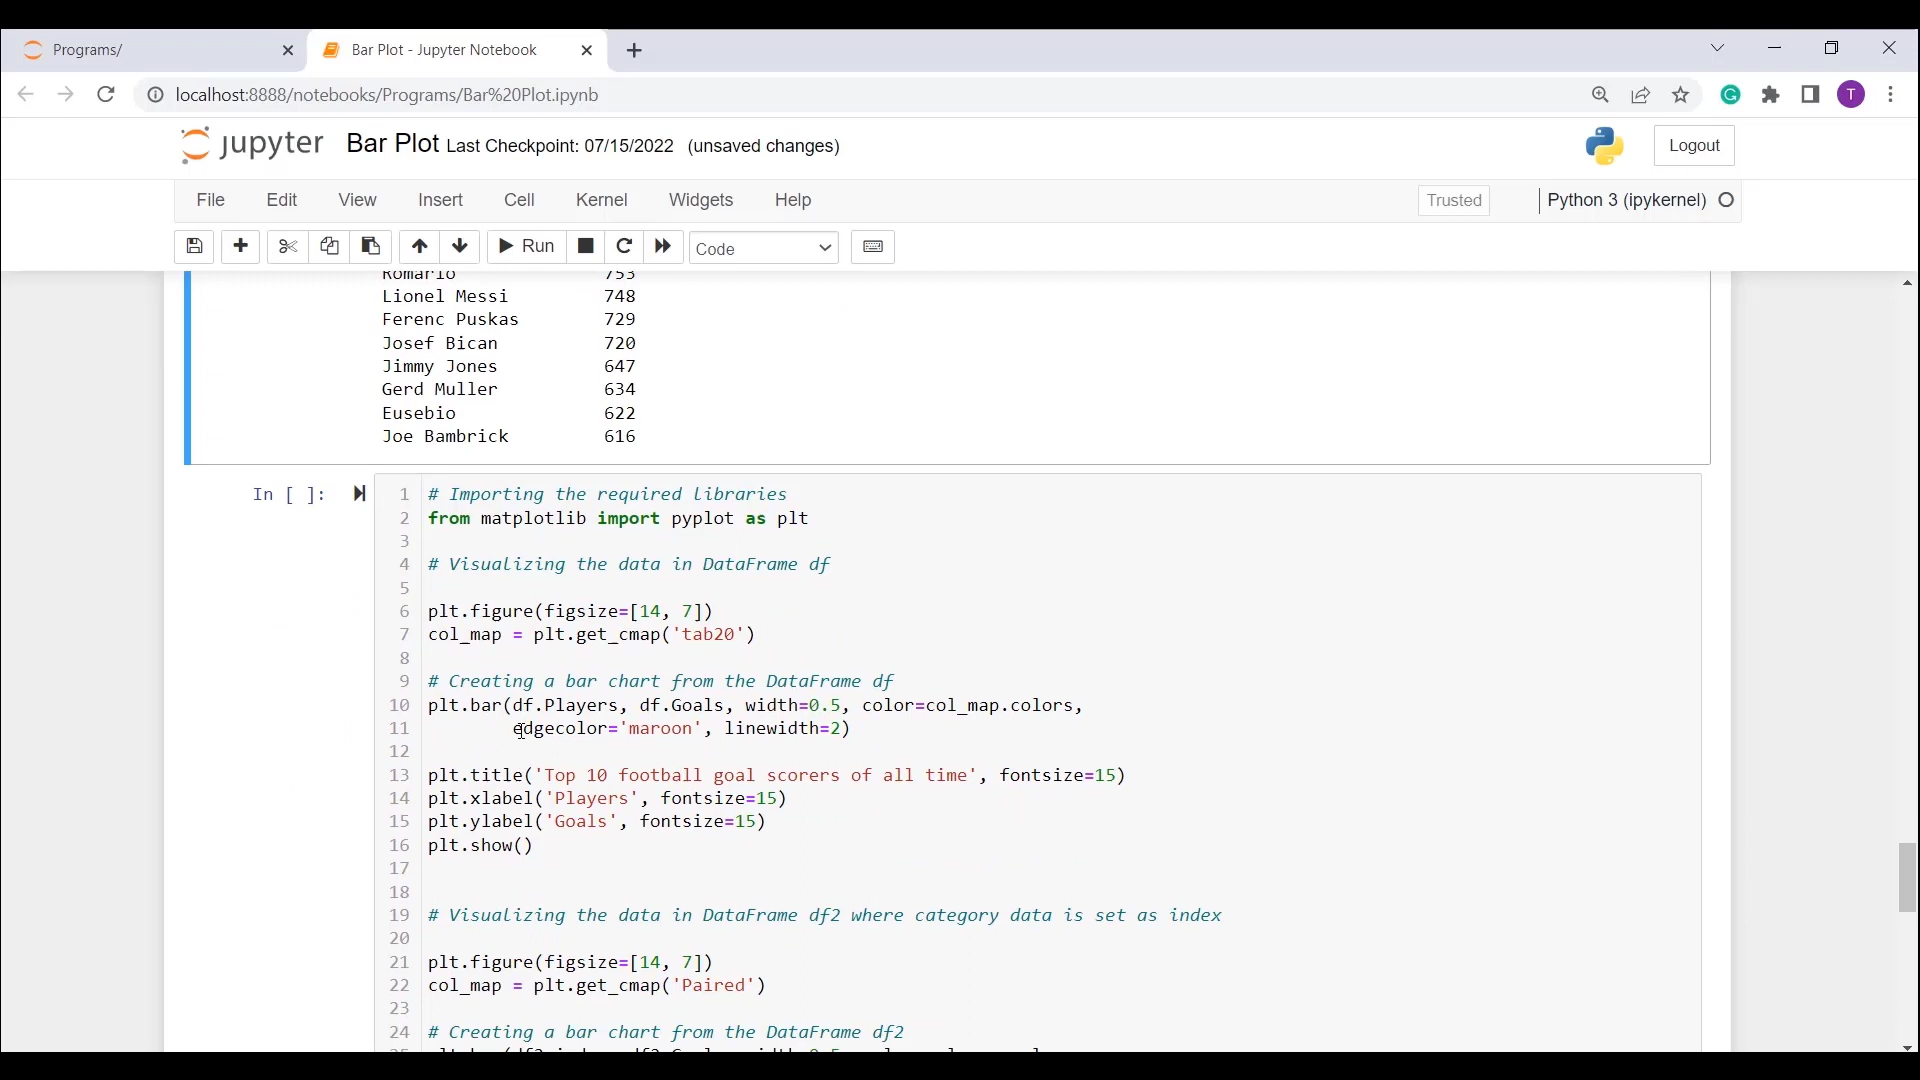 Programs/
Bar Plot - Jupyter Notebook
localhost:8888/notebooks/Programs/Bar%20Plot.ipynb
T
jupyter Bar Plot Last Checkpoint: 07/15/2022 (unsaved changes)
Logout
File Edit View Insert Cell Kernel Widgets Help
Trusted
Python 3 (ipykernel)
Run
Code
Romario 753
Lionel Messi 748
Ferenc Puskas 729
Josef Bican 720
Jimmy Jones 647
Gerd Muller 634
Eusebio 622
Joe Bambrick 616
In [ ]:
1 # Importing the required libraries
2 from matplotlib import pyplot as plt
3
4 # Visualizing the data in DataFrame df
5
6 plt.figure(figsize=[14, 7])
7 col_map = plt.get_cmap('tab20')
8
9 # Creating a bar chart from the DataFrame df
10 plt.bar(df.Players, df.Goals, width=0.5, color=col_map.colors,
11 edgecolor='maroon', linewidth=2)
12
13 plt.title('Top 10 football goal scorers of all time', fontsize=15)
14 plt.xlabel('Players', fontsize=15)
15 plt.ylabel('Goals', fontsize=15)
16 plt.show()
17
18
19 # Visualizing the data in DataFrame df2 where category data is set as index
20
21 plt.figure(figsize=[14, 7])
22 col_map = plt.get_cmap('Paired')
23
24 # Creating a bar chart from the DataFrame df2